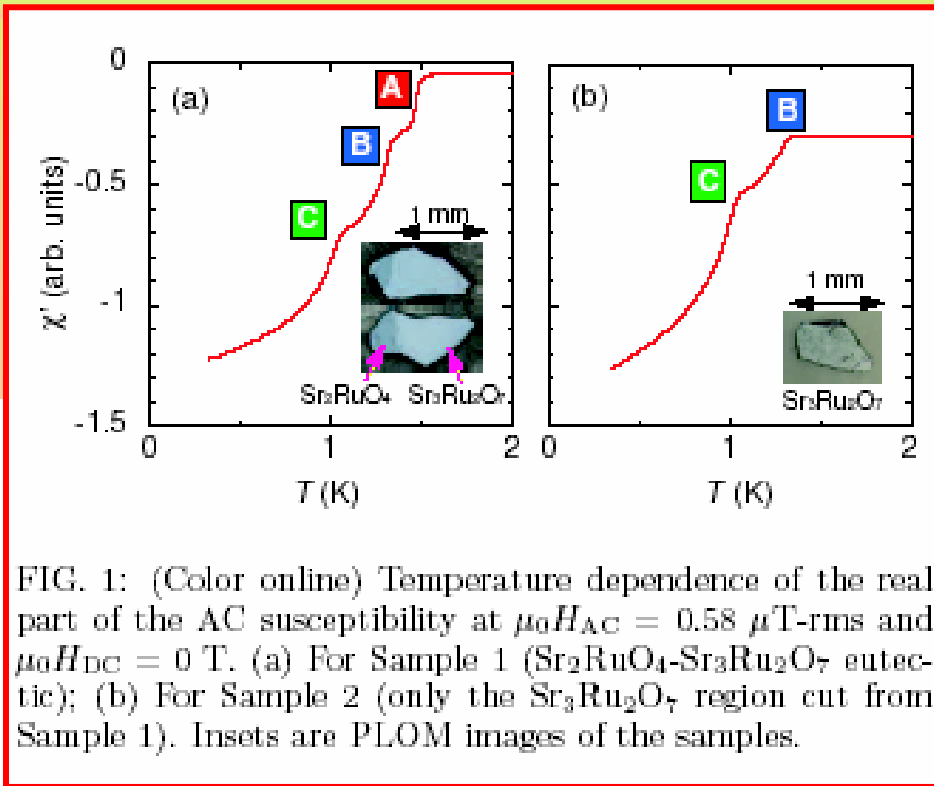 (a)
A
B
C
1 mm
Sr₂RuO₄ Sr₃Ru₂O₇
0
-0.5
-1
-1.5
χ' (arb. units)
0 1 2
T (K)
(b)
B
C
1 mm
Sr₃Ru₂O₇
0 1 2
T (K)
FIG. 1: (Color online) Temperature dependence of the real
part of the AC susceptibility at μ₀H_AC = 0.58 μT-rms and
μ₀H_DC = 0 T. (a) For Sample 1 (Sr₂RuO₄-Sr₃Ru₂O₇ eutec-
tic); (b) For Sample 2 (only the Sr₃Ru₂O₇ region cut from
Sample 1). Insets are PLOM images of the samples.